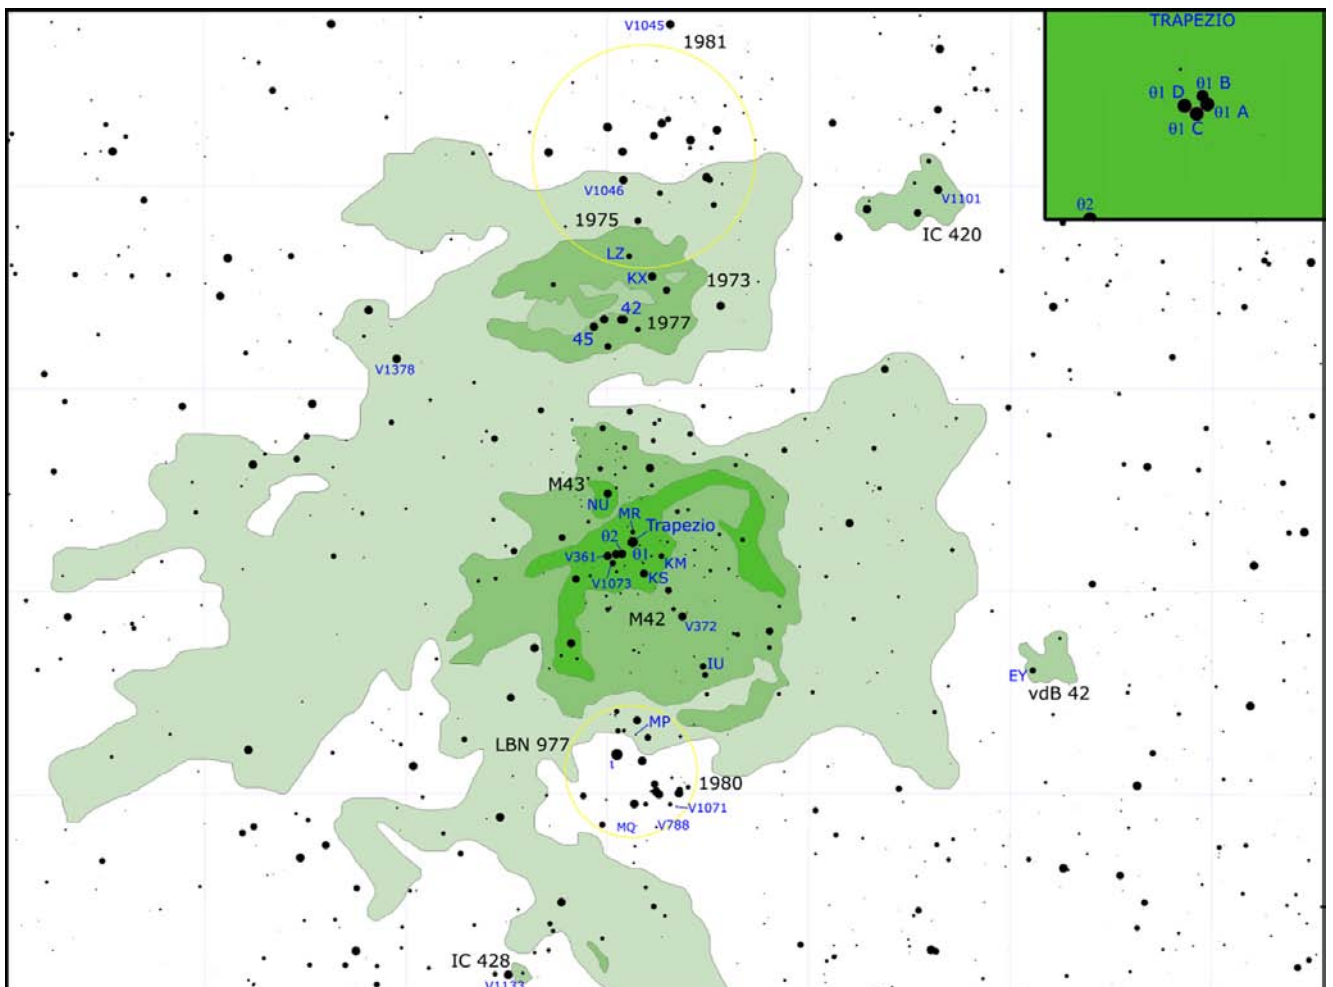 V1045
1981
TRAPEZIO
θ1 B
θ1 D
θ1 A
θ1 C
θ2
V1046
V1101
1975
IC 420
LZ
KX
1973
42
1977
45
V1378
M43
NU
MR
Trapezio
θ2
θ1
V361
KM
V1073
KS
M42
V372
IU
EY
vdB 42
MP
LBN 977
ι
1980
V1071
MQ
V788
IC 428
V1133